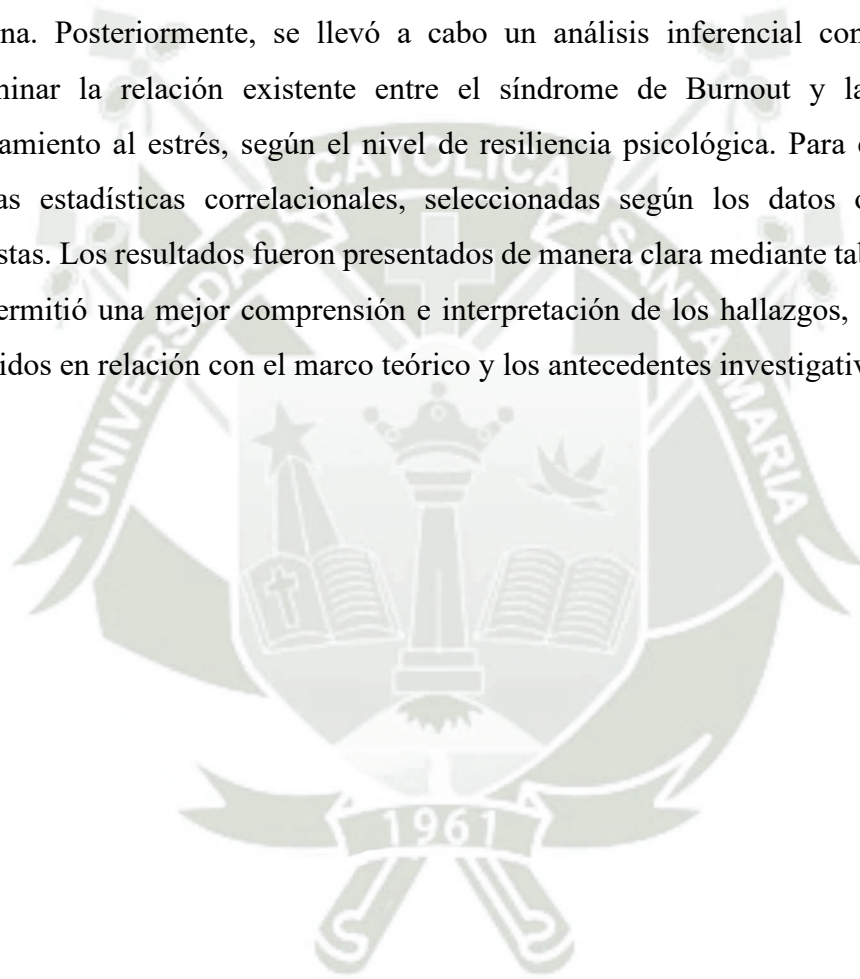 na. Posteriormente, se llevó a cabo un análisis inferencial con
inar la relación existente entre el síndrome de Burnout y la
amiento al estrés, según el nivel de resiliencia psicológica. Para
as estadísticas correlacionales, seleccionadas según los datos
stas. Los resultados fueron presentados de manera clara mediante tab
ermitió una mejor comprensión e interpretación de los hallazgos,
idos en relación con el marco teórico y los antecedentes investigativ
UNIVERSIDAD CATOLICA SANTA MARIA
1961